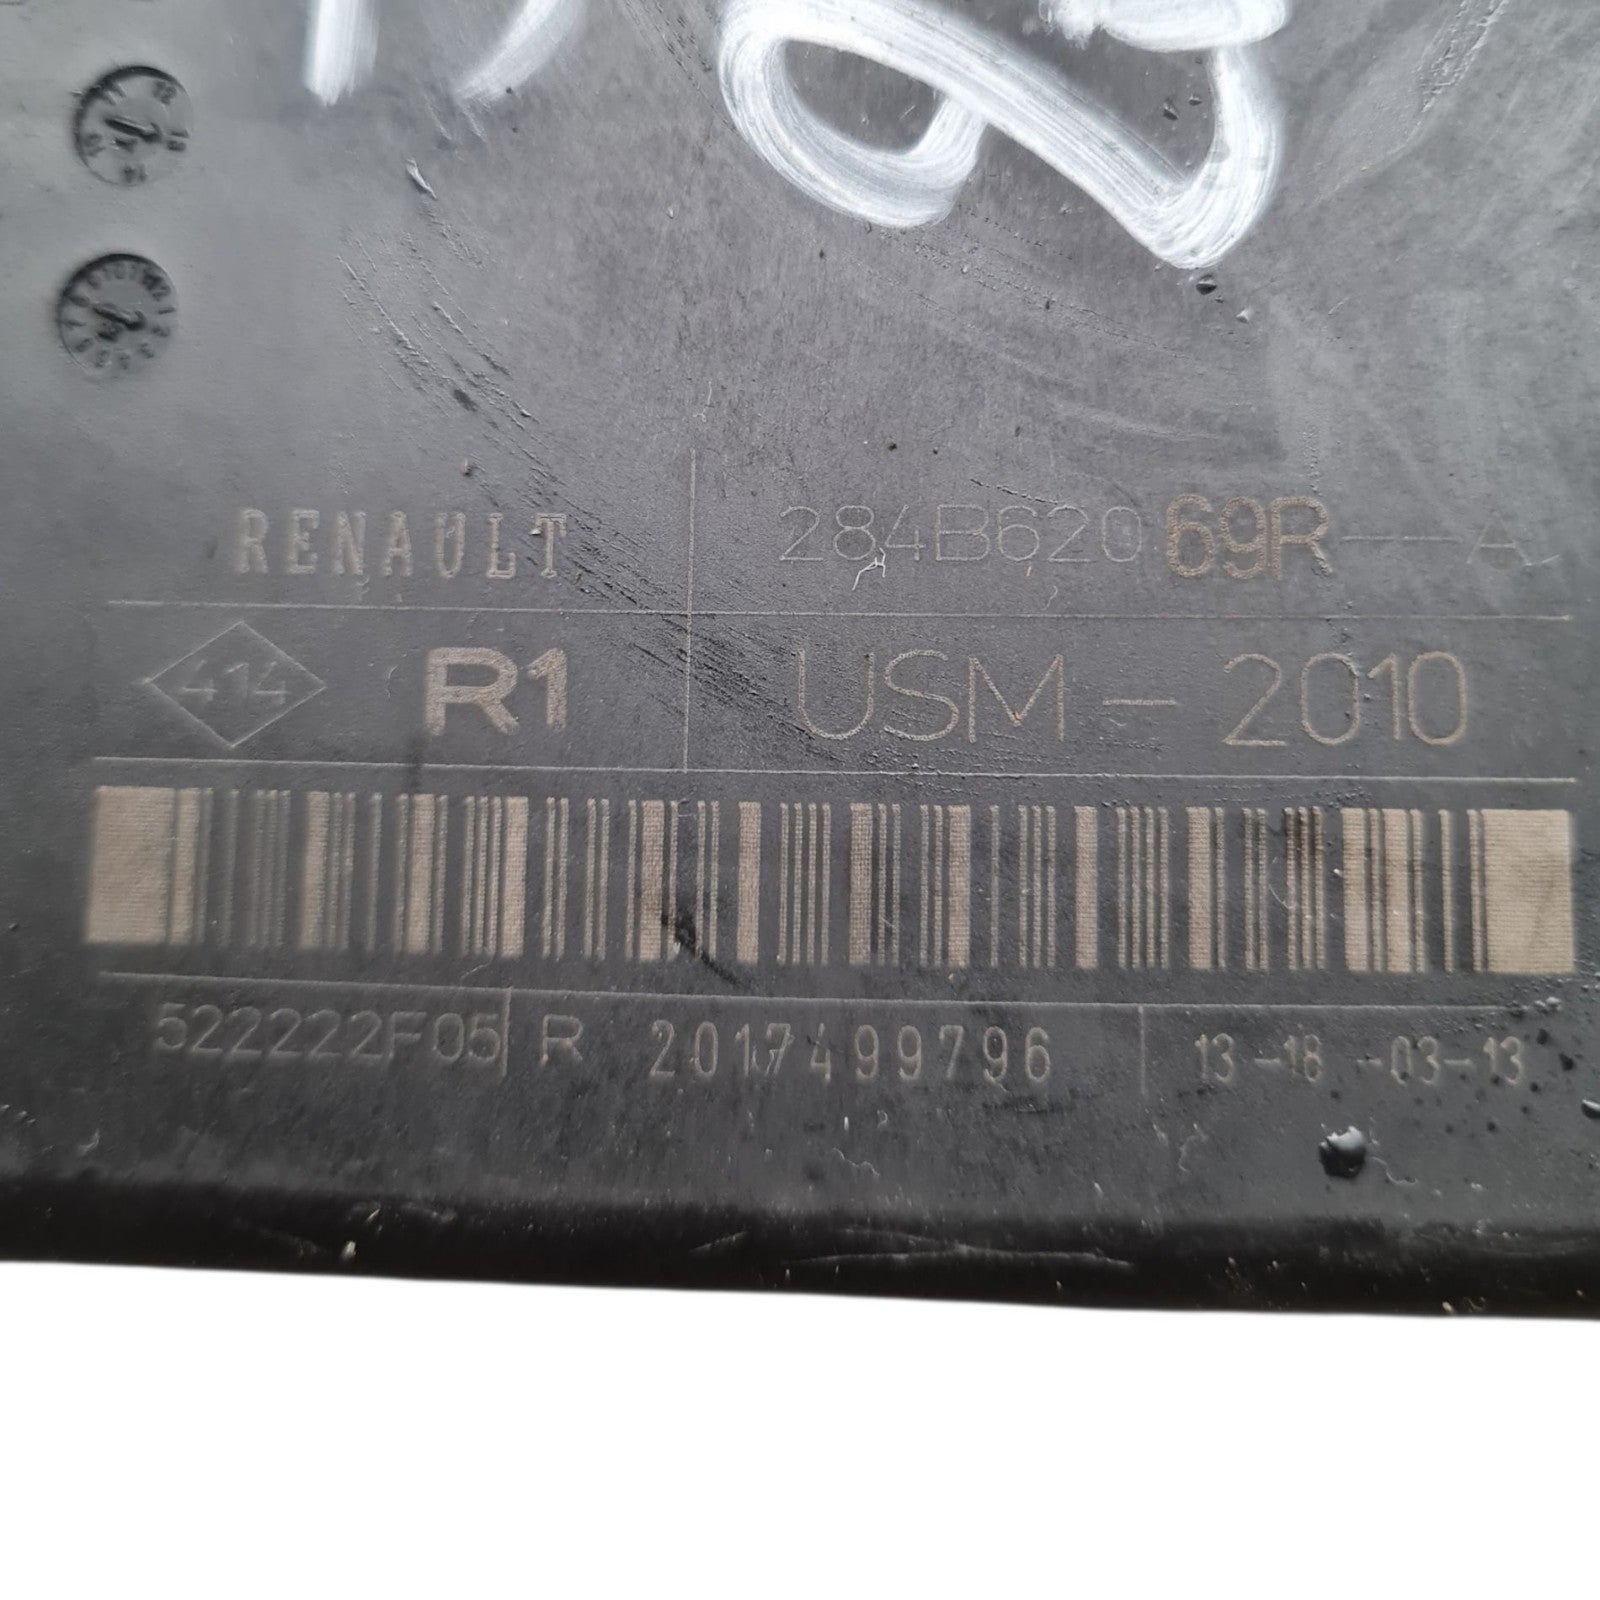 RENAULT 284B62069R--A
414 R1 USM-2010
522222F05 R 2017499796 13-18-03-13